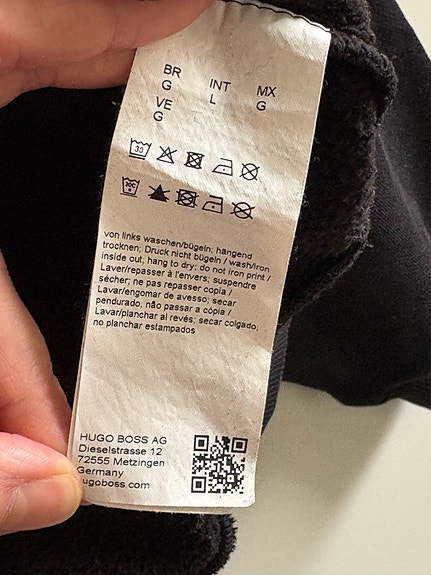 BR INT MX
G L G
VE
G
30
30C
von links waschen/bügeln; hängend
trocknen; Druck nicht bügeln / wash/iron
inside out; hang to dry; do not iron print /
Laver/repasser à l'envers; suspendre
sécher; ne pas repasser copia /
Lavar/engomar de avesso; secar
pendurado, não passar a cópia /
Lavar/planchar al revés; secar colgado,
no planchar estampados
HUGO BOSS AG
Dieselstrasse 12
72555 Metzingen
Germany
ugoboss.com